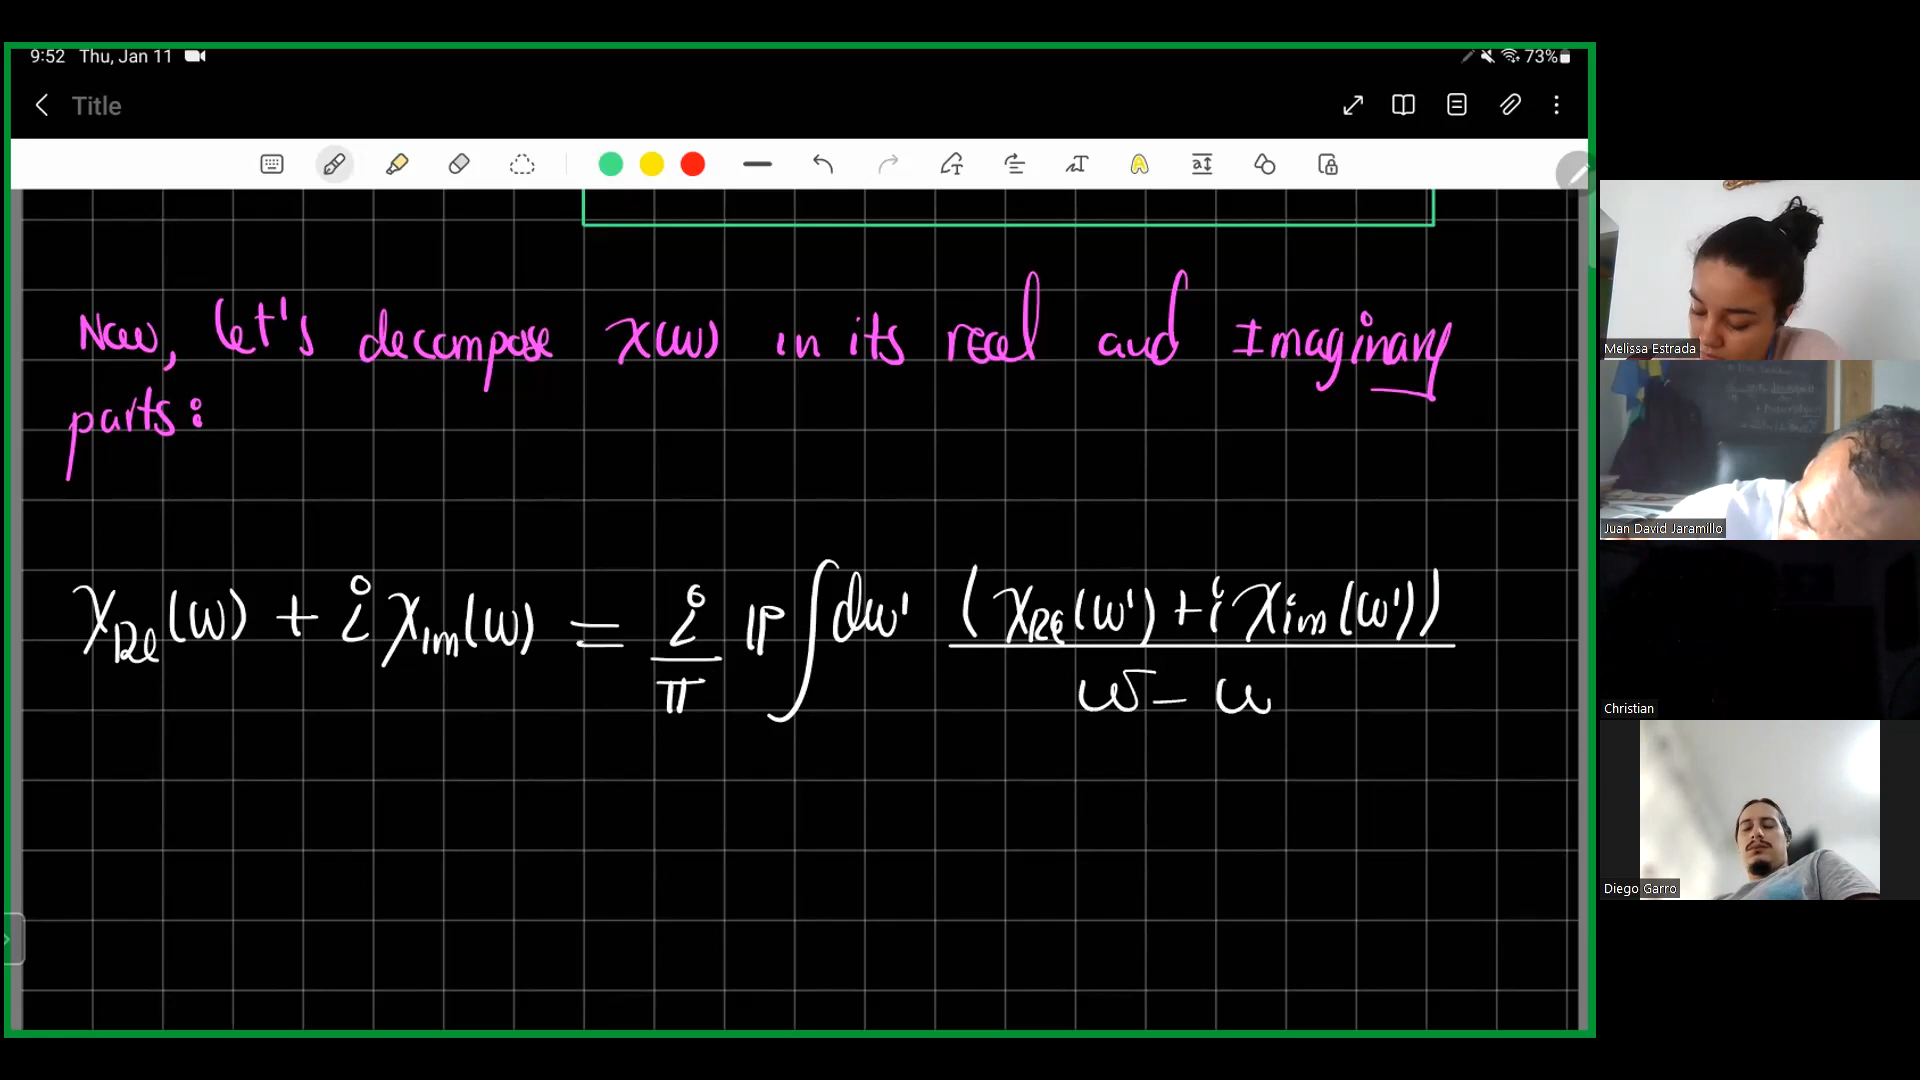 9:52 Thu, Jan 11 73%
Title
Now, let's decompose χ(ω) in its real and Imaginary
parts:
χRe(ω) + i χIm(ω) = i/π ℙ∫dω' (χRe(ω') + i χim(ω'))/(ω - ω
Melissa Estrada
Juan David Jaramillo
Christian
Diego Garro